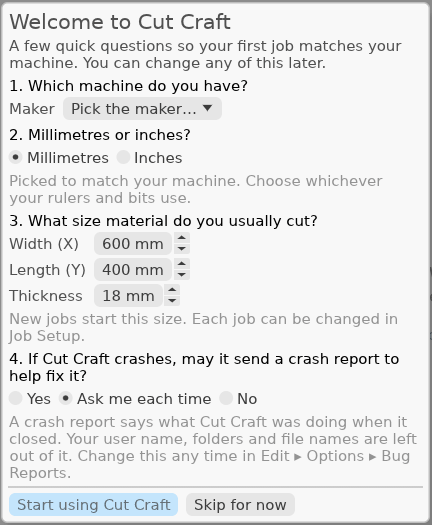 Welcome to Cut Craft
A few quick questions so your first job matches your
machine. You can change any of this later.
1. Which machine do you have?
Maker Pick the maker...
2. Millimetres or inches?
Millimetres Inches
Picked to match your machine. Choose whichever
your rulers and bits use.
3. What size material do you usually cut?
Width (X) 600 mm
Length (Y) 400 mm
Thickness 18 mm
New jobs start this size. Each job can be changed in
Job Setup.
4. If Cut Craft crashes, may it send a crash report to
help fix it?
Yes Ask me each time No
A crash report says what Cut Craft was doing when it
closed. Your user name, folders and file names are left
out of it. Change this any time in Edit ▸ Options ▸ Bug
Reports.
Start using Cut Craft Skip for now